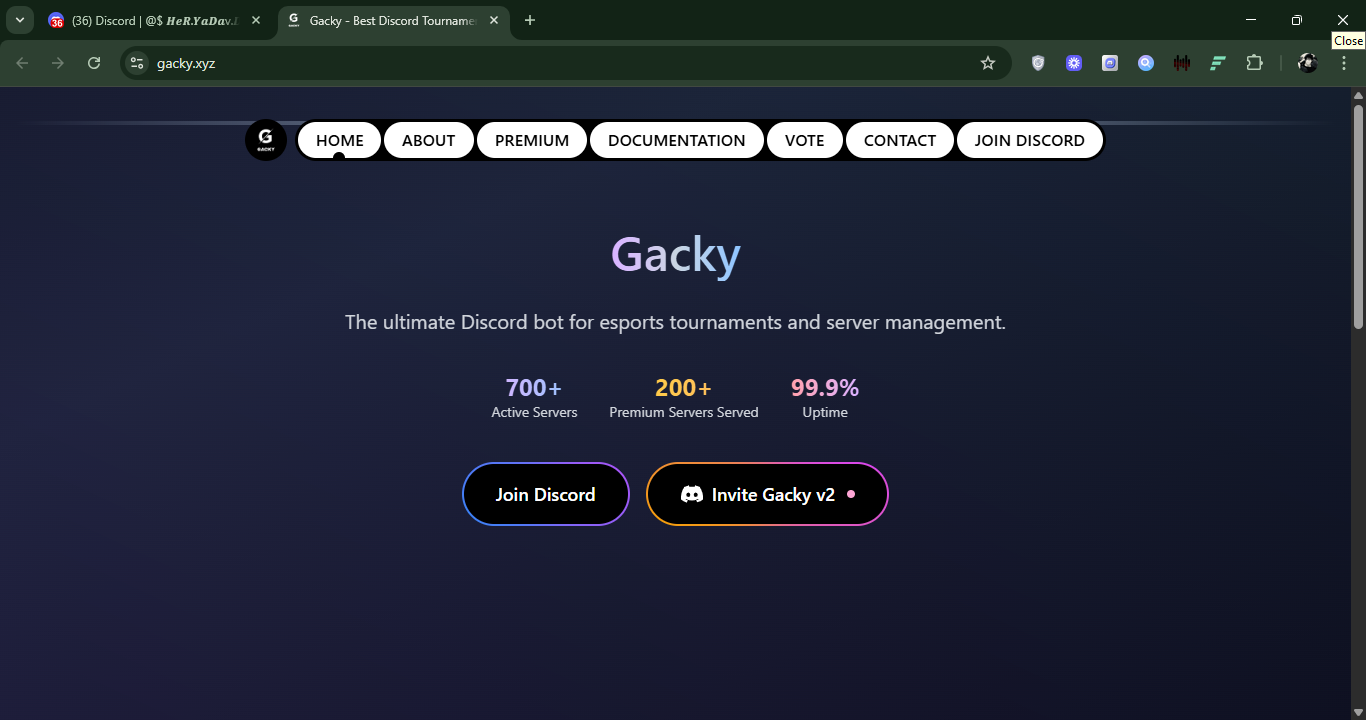 (36) Discord | @$ 𝑯𝒆𝑹.𝒀𝒂𝑫𝒂𝒗.
Gacky - Best Discord Tourname
Close
gacky.xyz
G
GACKY
HOME
ABOUT
PREMIUM
DOCUMENTATION
VOTE
CONTACT
JOIN DISCORD
Gacky
The ultimate Discord bot for esports tournaments and server management.
700+
Active Servers
200+
Premium Servers Served
99.9%
Uptime
Join Discord
Invite Gacky v2